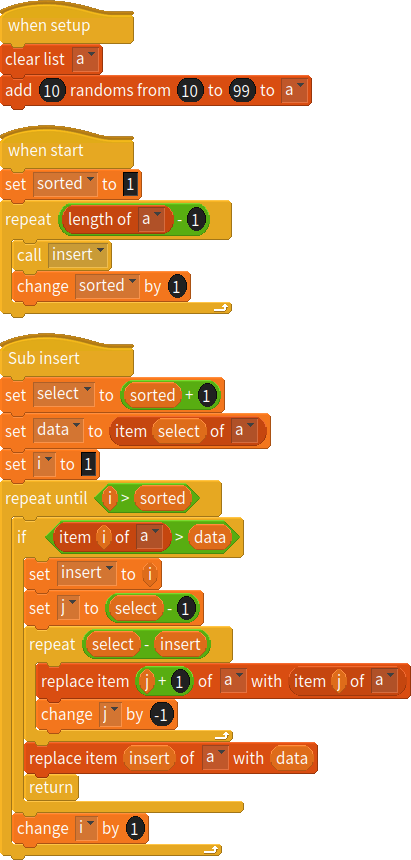 when setup
clear list a
add 10 randoms from 10 to 99 to a
when start
set sorted to 1
repeat length of a - 1
call insert
change sorted by 1
Sub insert
set select to sorted + 1
set data to item select of a
set i to 1
repeat until i > sorted
if item i of a > data
set insert to i
set j to select - 1
repeat select - insert
replace item j + 1 of a with item j of a
change j by -1
replace item insert of a with data
return
change i by 1